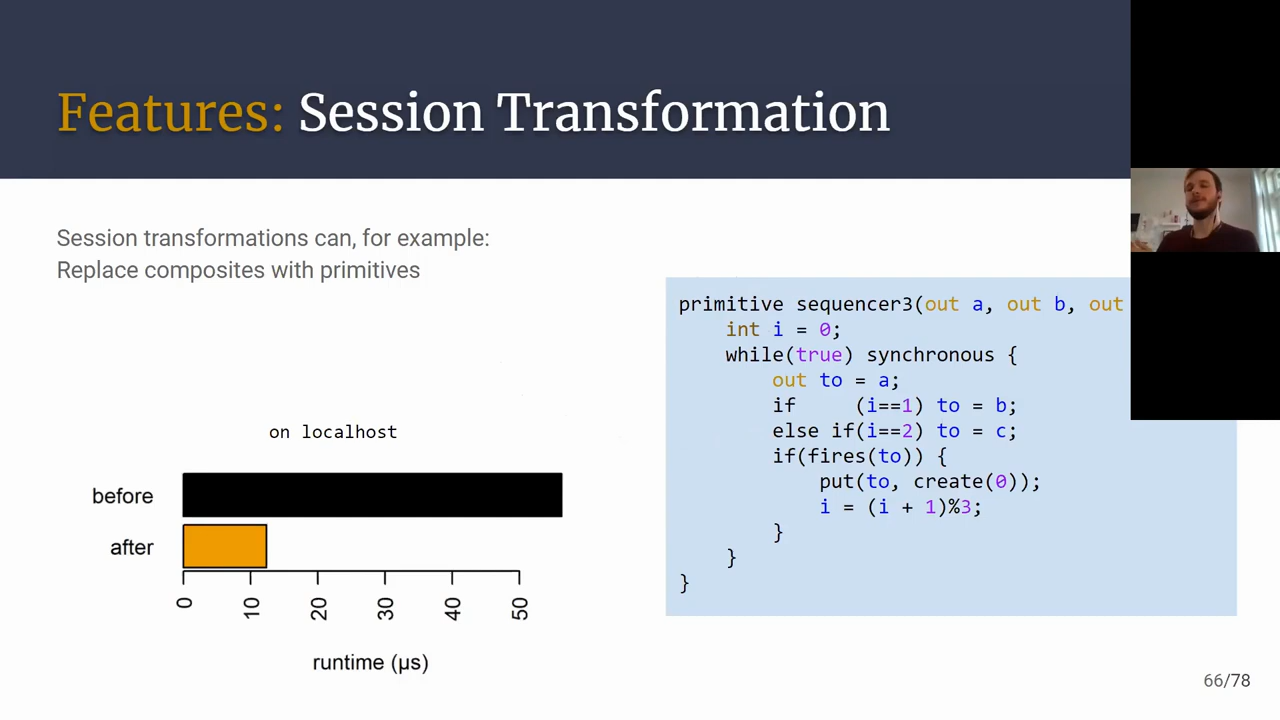 Features: Session Transformation
Session transformations can, for example:
Replace composites with primitives
on localhost
before
after
0 10 20 30 40 50
runtime (µs)
primitive sequencer3(out a, out b, out
    int i = 0;
    while(true) synchronous {
        out to = a;
        if     (i==1) to = b;
        else if(i==2) to = c;
        if(fires(to)) {
            put(to, create(0));
            i = (i + 1)%3;
        }
    }
}
66/78